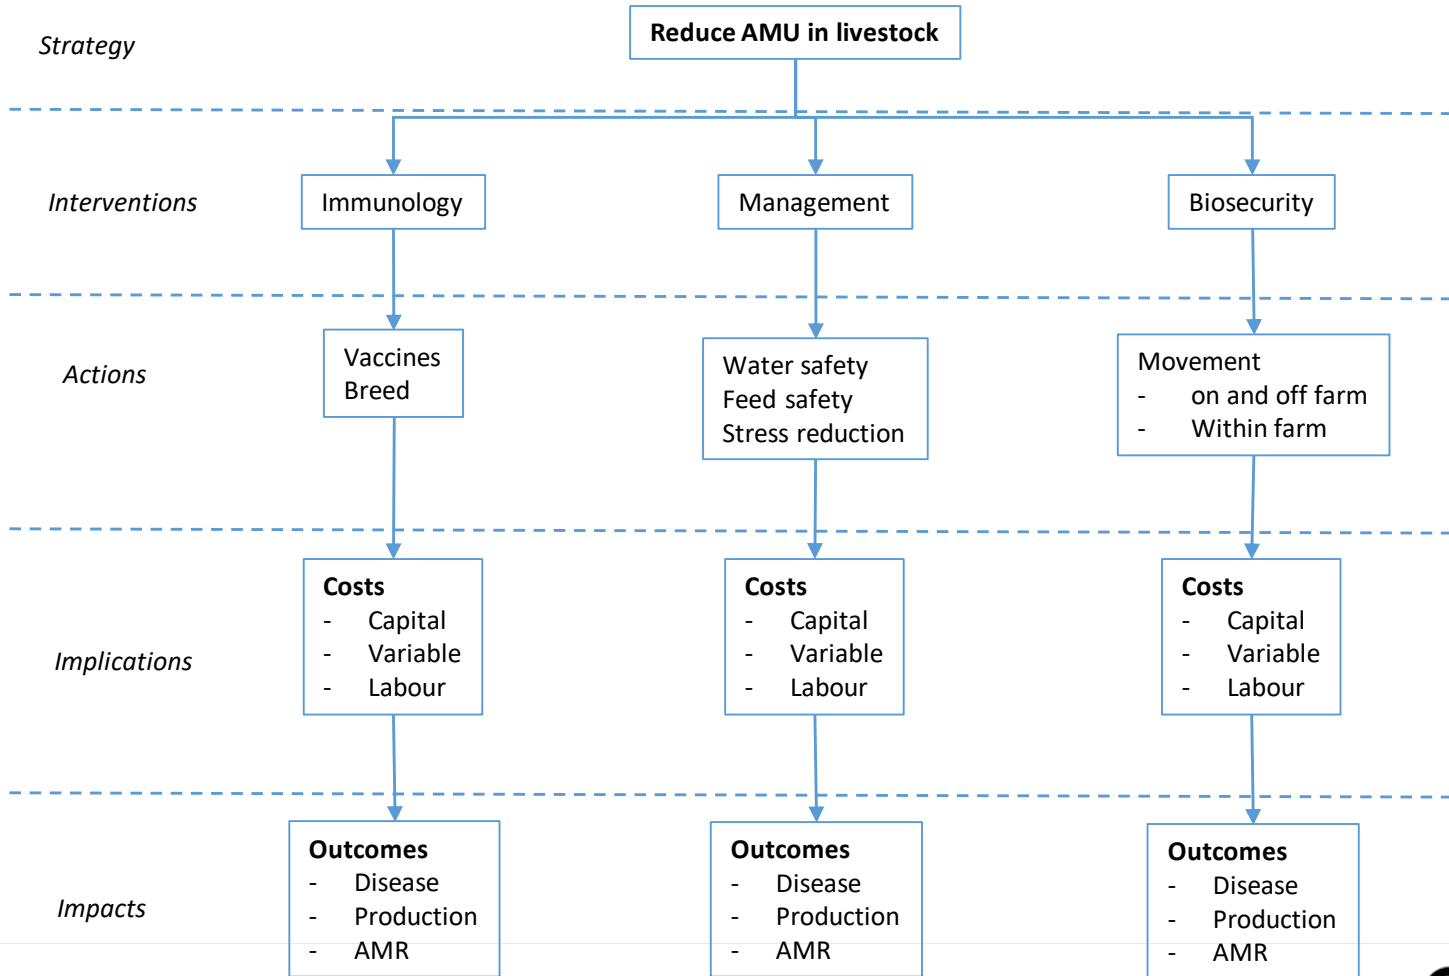 Strategy
Reduce AMU in livestock
Interventions
Immunology
Management
Biosecurity
Actions
Vaccines
Breed
Water safety
Feed safety
Stress reduction
Movement
- on and off farm
- Within farm
Implications
Costs
- Capital
- Variable
- Labour
Costs
- Capital
- Variable
- Labour
Costs
- Capital
- Variable
- Labour
Impacts
Outcomes
- Disease
- Production
- AMR
Outcomes
- Disease
- Production
- AMR
Outcomes
- Disease
- Production
- AMR